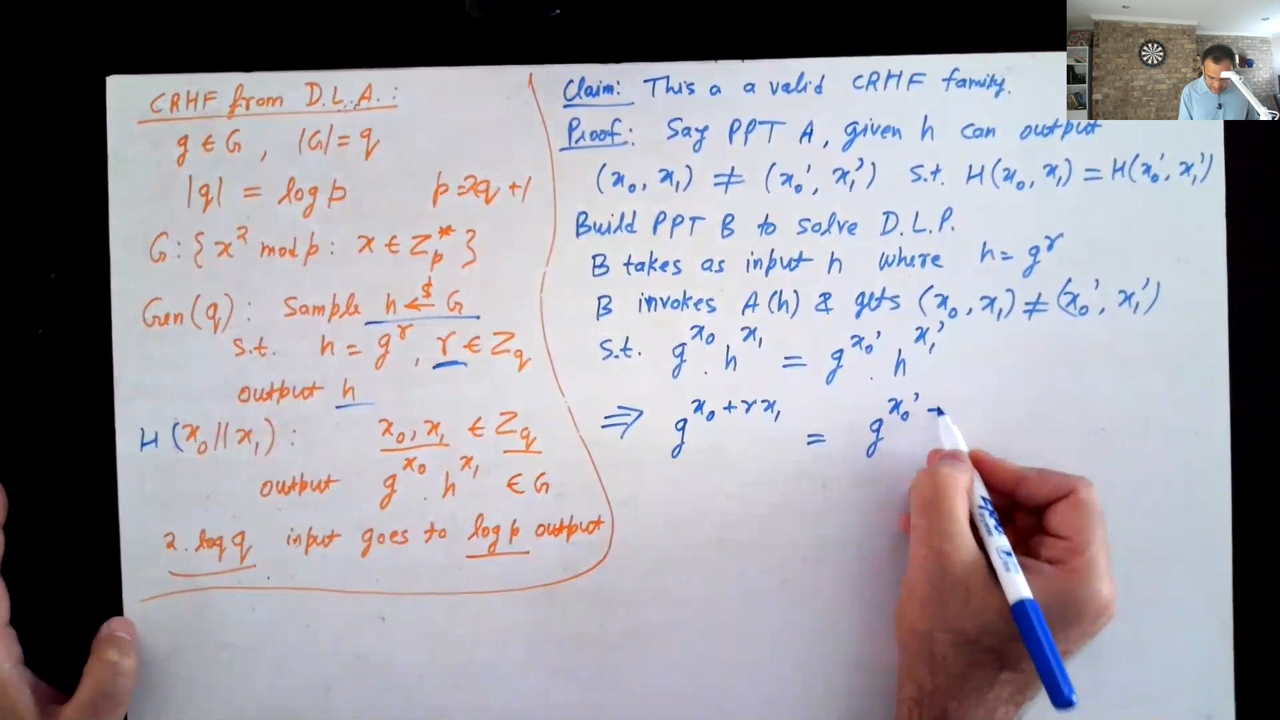 CRHF from D.L.A.:
g ∈ G, |G| = q
|q| = log p p=2q+1
G: {x² mod p : x ∈ Z*ₚ}
Gen(q): Sample h ←$ G
s.t. h = g^r, r ∈ Z_q
output h
H(x₀||x₁): x₀, x₁ ∈ Z_q
output g^x₀ . h^x₁ ∈ G
2. log q input goes to log p output
Claim: This a a valid CRHF family.
Proof: Say PPT A, given h can output
(x₀, x₁) ≠ (x₀', x₁') s.t. H(x₀, x₁) = H(x₀', x₁')
Build PPT B to solve D.L.P.
B takes as input h where h = g^r
B invokes A(h) & gets (x₀, x₁) ≠ (x₀', x₁')
s.t. g^x₀ . h^x₁ = g^x₀' . h^x₁'
⇒ g^(x₀ + r x₁) = g^(x₀' +